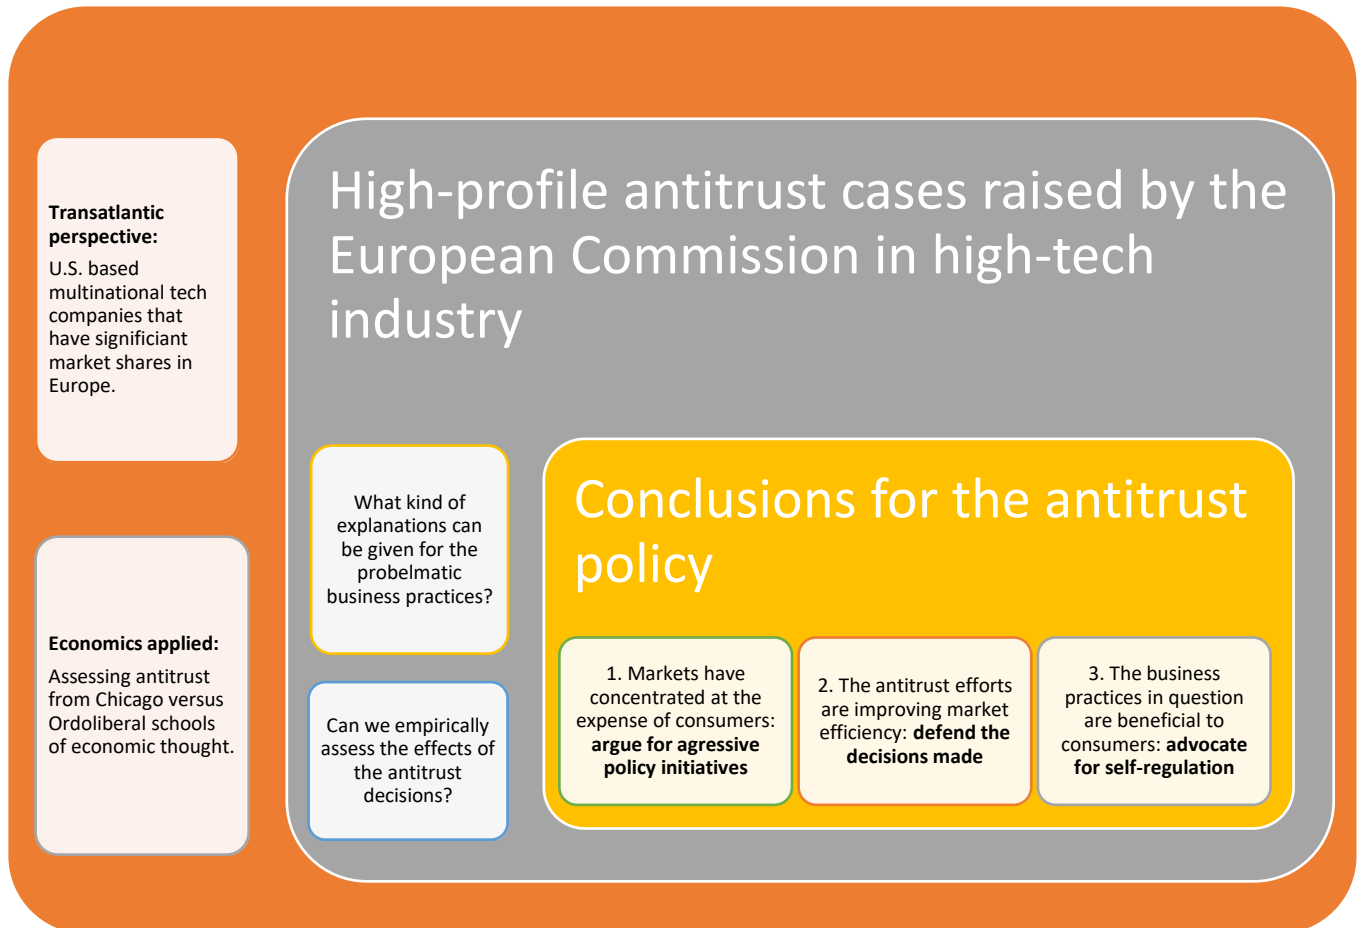 Transatlantic
perspective:
U.S. based
multinational tech
companies that
have significiant
market shares in
Europe.
Economics applied:
Assessing antitrust
from Chicago versus
Ordoliberal schools
of economic thought.
High-profile antitrust cases raised by the
European Commission in high-tech
industry
What kind of
explanations can
be given for the
probelmatic
business practices?
Can we empirically
assess the effects of
the antitrust
decisions?
Conclusions for the antitrust
policy
1. Markets have
concentrated at the
expense of consumers:
argue for agressive
policy initiatives
2. The antitrust efforts
are improving market
efficiency: defend the
decisions made
3. The business
practices in question
are beneficial to
consumers: advocate
for self-regulation